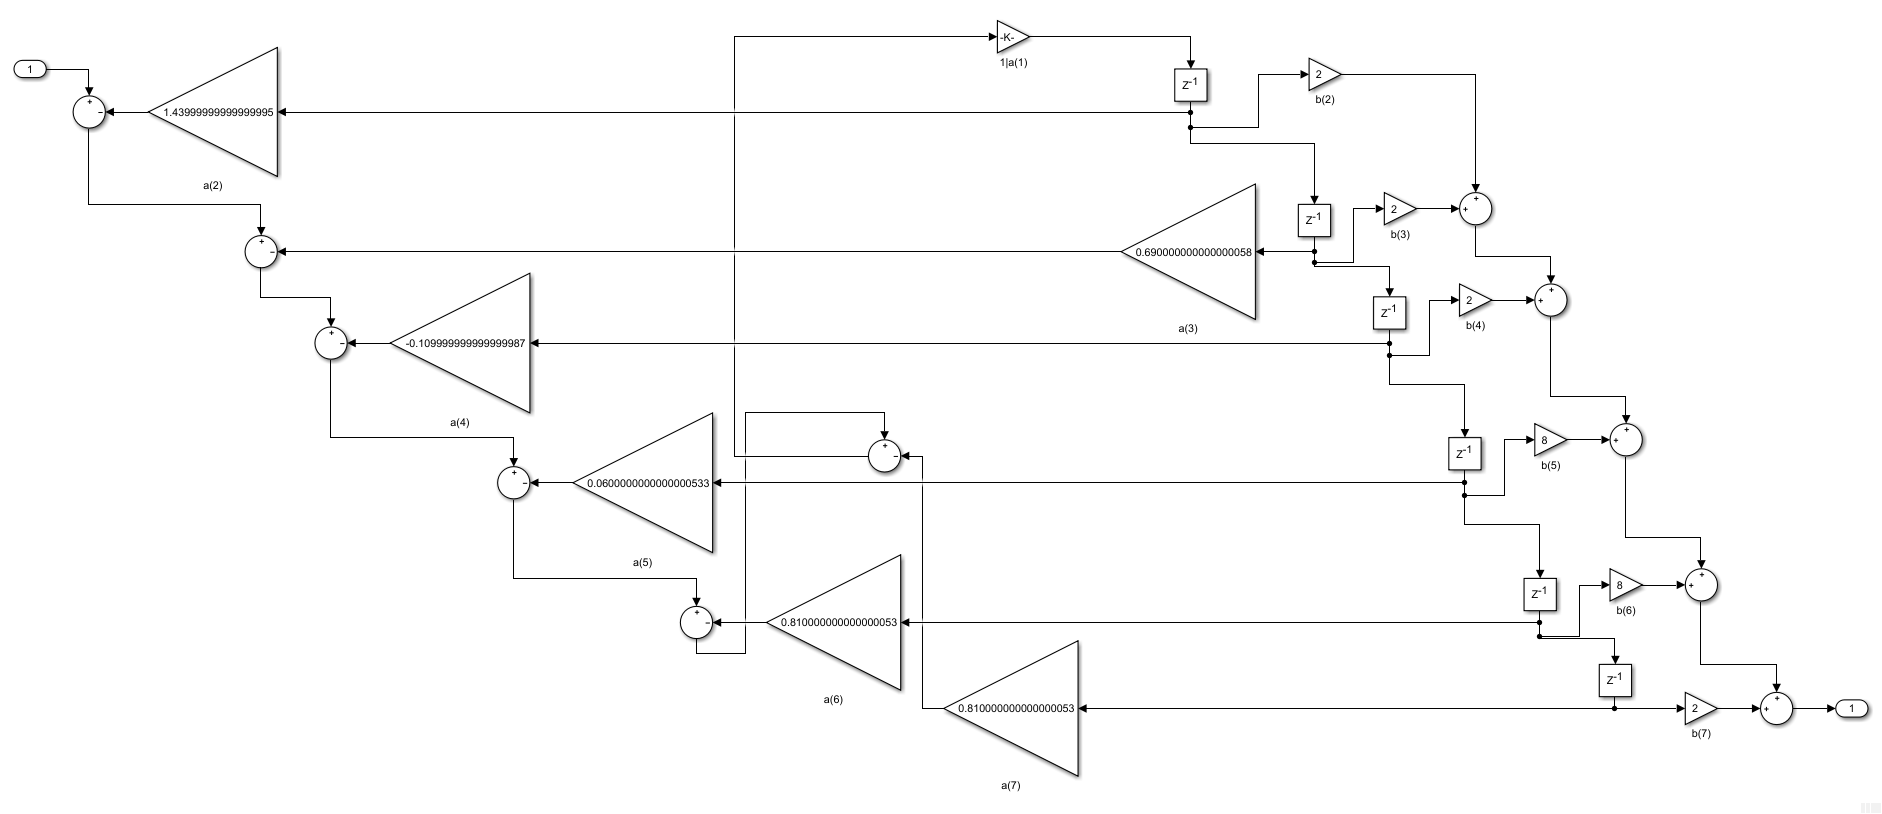 -K-
1|a(1)
1
Z-1
2
b(2)
+
-
1.43999999999999995
a(2)
Z-1
2
b(3)
+
+
+
-
0.690000000000000058
a(3)
Z-1
2
b(4)
+
+
+
-
-0.109999999999999987
a(4)
Z-1
8
b(5)
+
+
+
-
+
-
0.0600000000000000533
a(5)
Z-1
8
b(6)
+
+
+
-
0.810000000000000053
a(6)
Z-1
2
b(7)
+
+
1
0.810000000000000053
a(7)